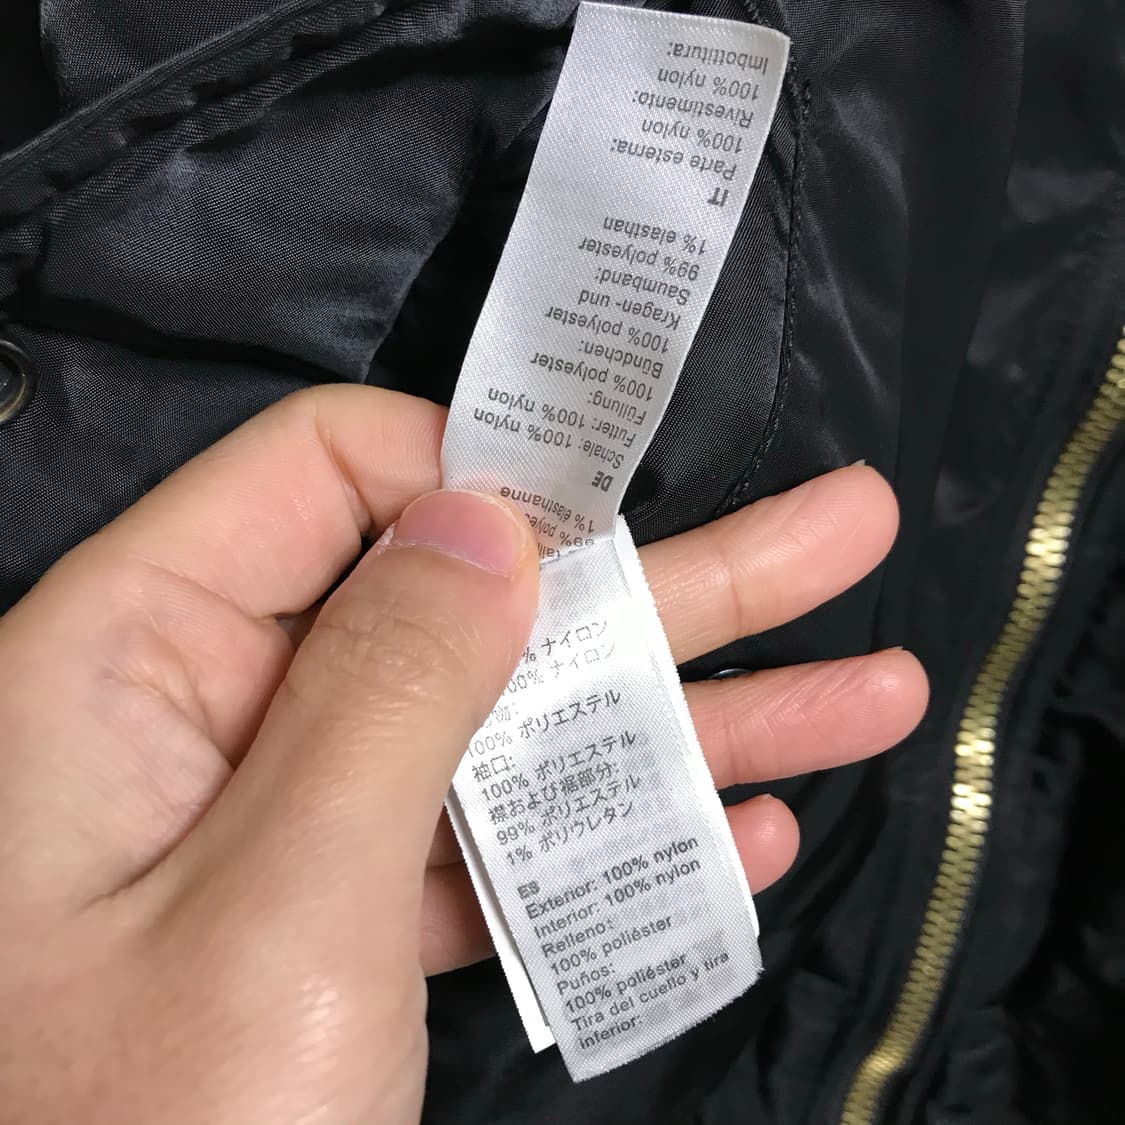 1% élasthanne
DE
Schale: 100% nylon
Futter: 100% nylon
Füllung:
100% polyester
Bündchen:
100% polyester
Kragen- und
Saumband:
99% polyester
1% elasthan
IT
Parte esterna:
100% nylon
Rivestimento:
100% nylon
Imbottitura:
% ナイロン
100% ナイロン
100% ポリエステル
袖口:
100% ポリエステル
襟および裾部分:
99% ポリエステル
1% ポリウレタン
ES
Exterior: 100% nylon
Interior: 100% nylon
Relleno:
100% poliéster
Puños:
100% poliéster
Tira del cuello y tira
inferior: